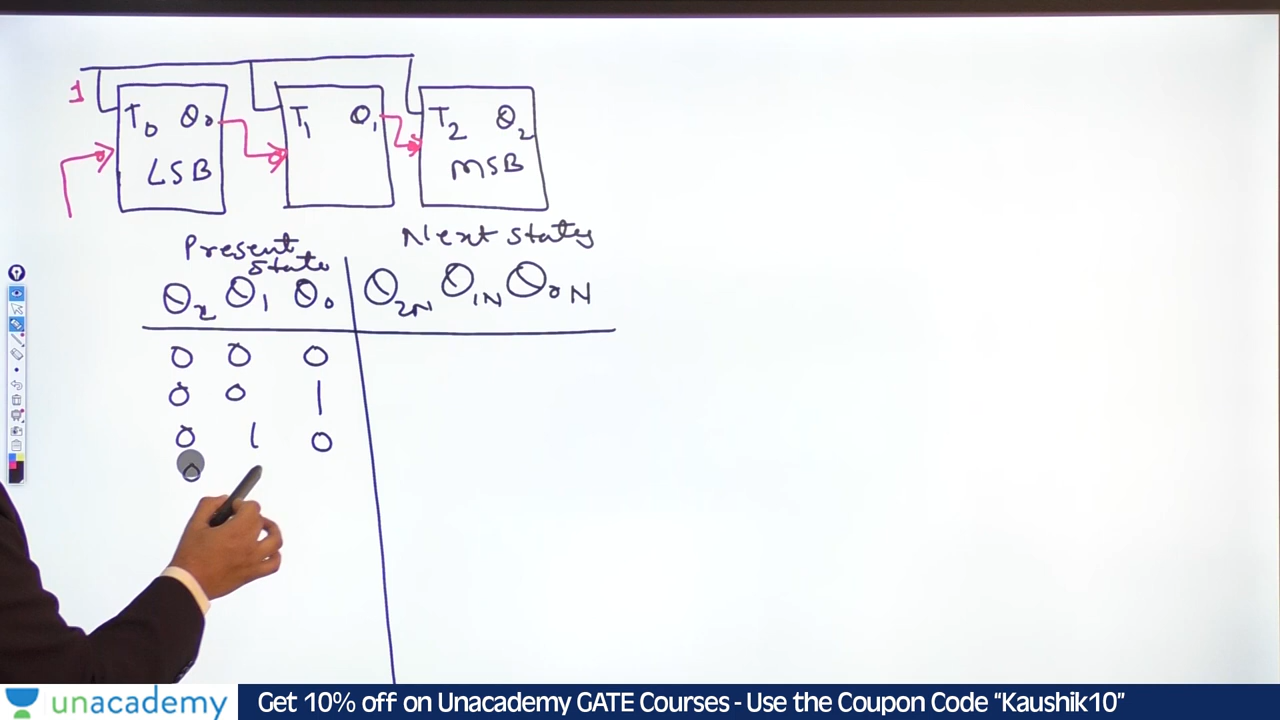 1
T0 Q0 T1 Q1 T2 Q2
LSB MSB
Present State Next States
Q2 Q1 Q0 Q2N Q1N Q0N
0 0 0
0 0 1
0 1 0
0
unacademy Get 10% off on Unacademy GATE Courses - Use the Coupon Code “Kaushik10”